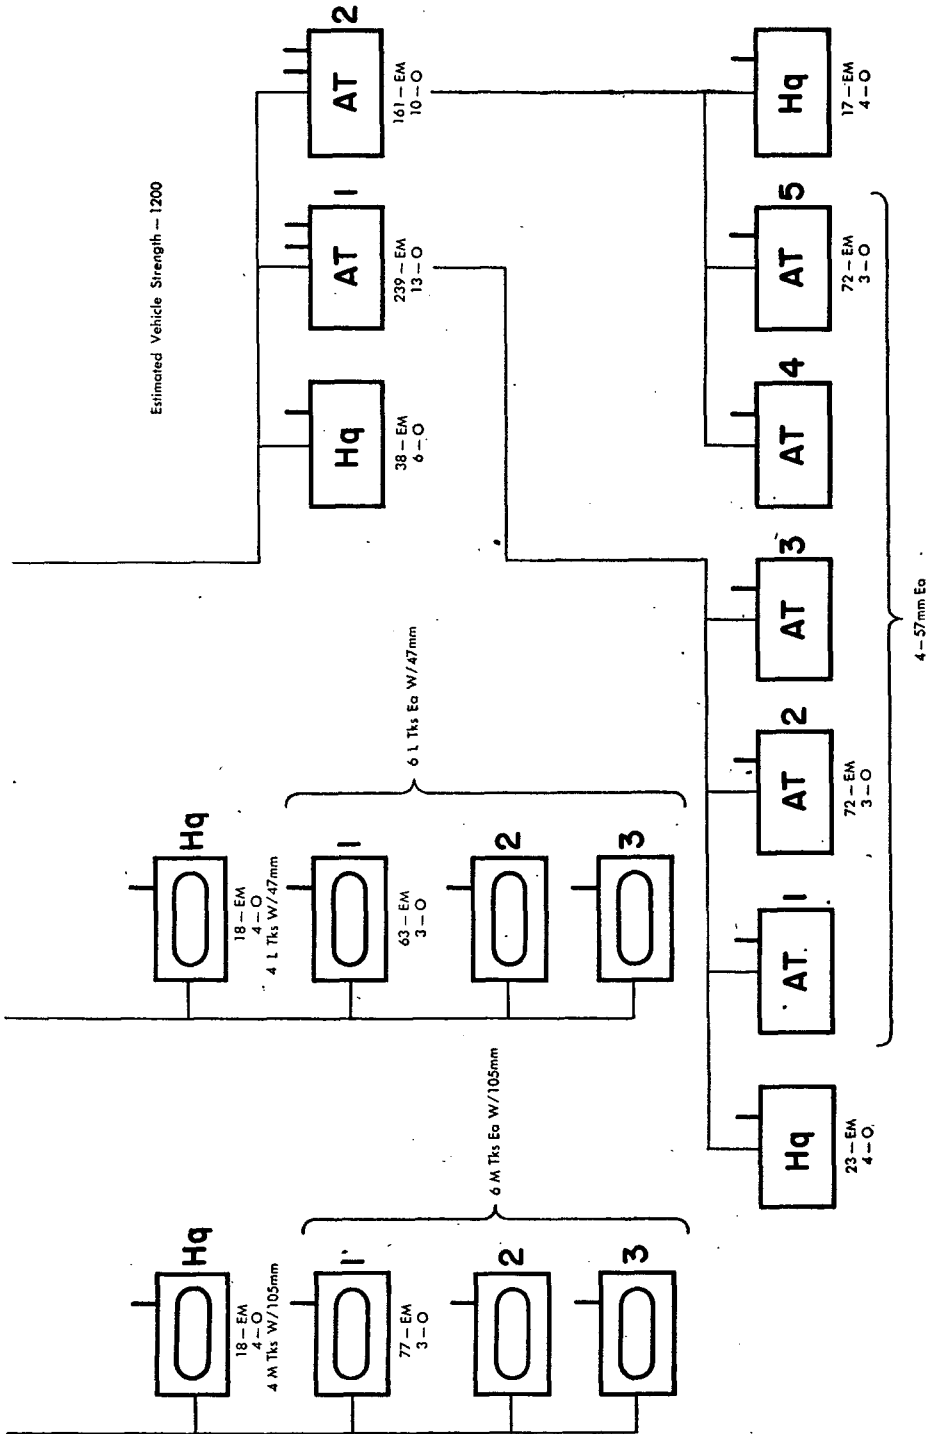 Estimated Vehicle Strength — 1200
Hq
18 — EM
4 — O
4 M Tks W/105mm
1
77 — EM
3 — O
2
3
6 M Tks Ea W/105mm
Hq
18 — EM
4 — O
4 L Tks W/47mm
1
63 — EM
3 — O
2
3
6 L Tks Ea W/47mm
Hq
38 — EM
6 — O
AT 1
239 — EM
13 — O
AT 2
161 — EM
10 — O
Hq
23 — EM
4 — O
AT 1
AT 2
72 — EM
3 — O
AT 3
AT 4
AT 5
72 — EM
3 — O
Hq
17 — EM
4 — O
4 — 57mm Ea